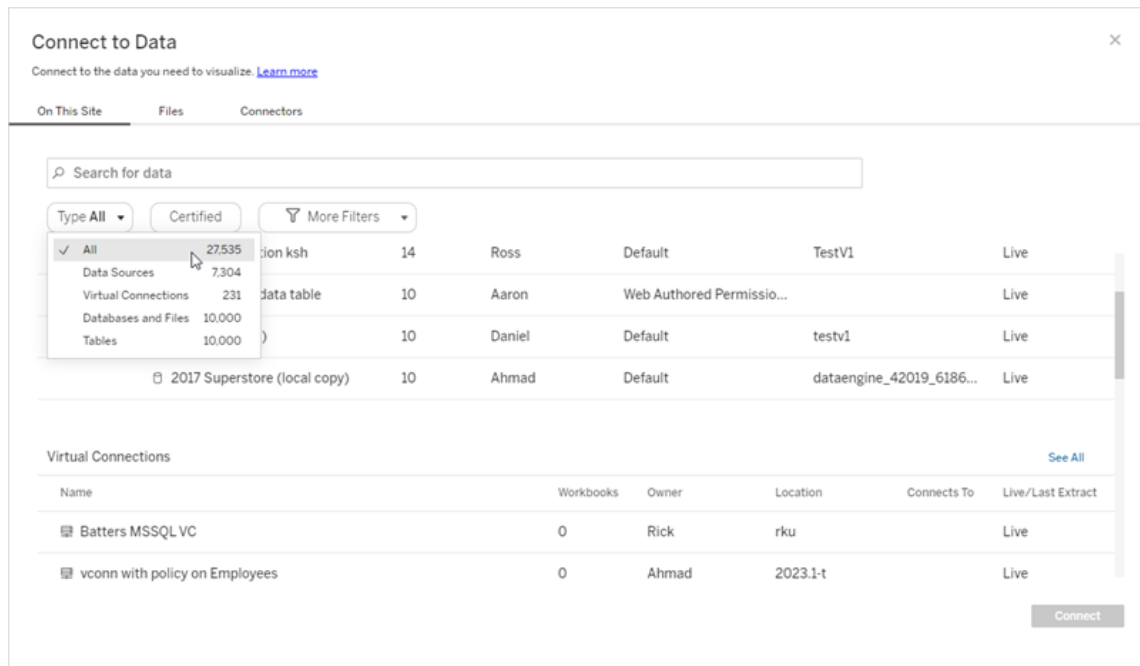 Connect to Data
Connect to the data you need to visualize. Learn more
On This Site Files Connectors
Search for data
Type All Certified More Filters
All 27,535
Data Sources 7,304
Virtual Connections 231
Databases and Files 10,000
Tables 10,000
ksh 14 Ross Default TestV1 Live
data table 10 Aaron Web Authored Permissio... Live
) 10 Daniel Default testv1 Live
2017 Superstore (local copy) 10 Ahmad Default dataengine_42019_6186... Live
Virtual Connections See All
Name Workbooks Owner Location Connects To Live/Last Extract
Batters MSSQL VC 0 Rick rku Live
vconn with policy on Employees 0 Ahmad 2023.1-t Live
Connect